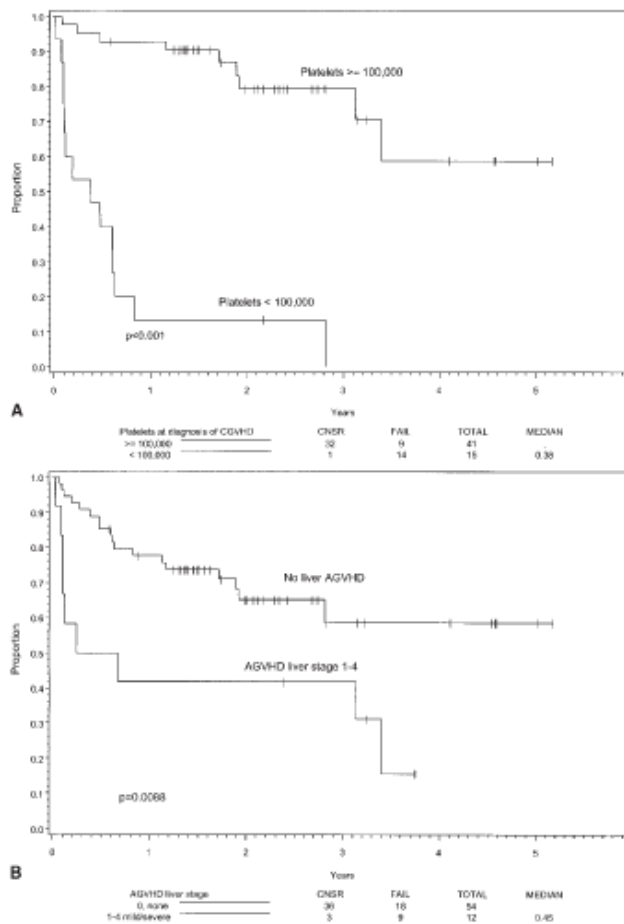 1.0
0.9
0.8
0.7
0.6
0.5
0.4
0.3
0.2
0.1
0.0
Proportion
Platelets >= 100,000
Platelets < 100,000
p<0.001
0 1 2 3 4 5 6
Years
A
Platelets at diagnosis of CGVHD CNSR FAIL TOTAL MEDIAN
>= 100,000 32 9 41 .
< 100,000 1 14 15 0.38
1.0
0.9
0.8
0.7
0.6
0.5
0.4
0.3
0.2
0.1
0.0
Proportion
No liver AGVHD
AGVHD liver stage 1-4
p=0.0068
0 1 2 3 4 5 6
Years
B
AGVHD liver stage CNSR FAIL TOTAL MEDIAN
0, none 36 18 54
1-4 mild/severe 3 9 12 0.45